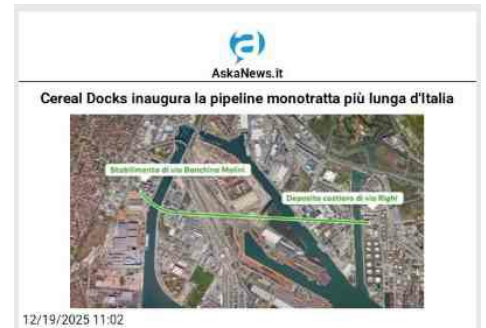 AskaNews.it
Cereal Docks inaugura la pipeline monotratta più lunga d'Italia
Stabilimento di via Banchina Molini
Deposito costiero di via Righi
12/19/2025 11:02